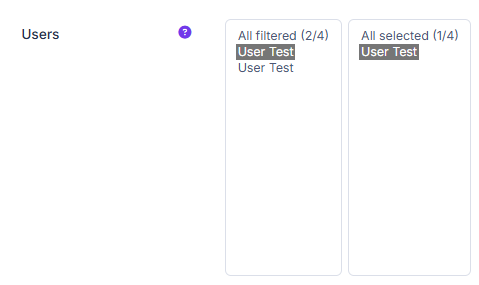 Users
?
All filtered (2/4)
User Test
User Test
All selected (1/4)
User Test